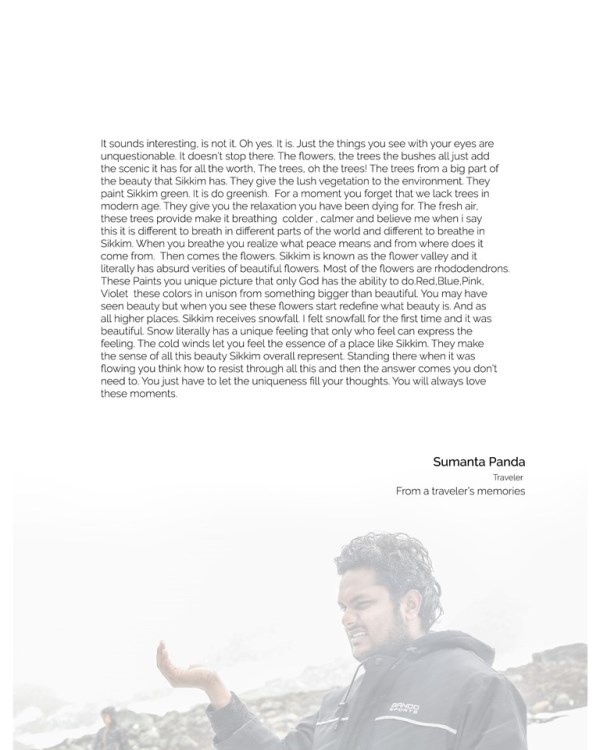 It sounds interesting, is not it. Oh yes. It is. Just the things you see with your eyes are
unquestionable. It doesn't stop there. The flowers, the trees the bushes all just add
the scenic it has for all the worth, The trees, oh the trees! The trees from a big part of
the beauty that Sikkim has. They give the lush vegetation to the environment. They
paint Sikkim green. It is do greenish.  For a moment you forget that we lack trees in
modern age. They give you the relaxation you have been dying for. The fresh air,
these trees provide make it breathing  colder , calmer and believe me when i say
this it is different to breath in different parts of the world and different to breathe in
Sikkim. When you breathe you realize what peace means and from where does it
come from.  Then comes the flowers. Sikkim is known as the flower valley and it
literally has absurd verities of beautiful flowers. Most of the flowers are rhododendrons.
These Paints you unique picture that only God has the ability to do.Red,Blue,Pink,
Violet  these colors in unison from something bigger than beautiful. You may have
seen beauty but when you see these flowers start redefine what beauty is. And as
all higher places. Sikkim receives snowfall. I felt snowfall for the first time and it was
beautiful. Snow literally has a unique feeling that only who feel can express the
feeling. The cold winds let you feel the essence of a place like Sikkim. They make
the sense of all this beauty Sikkim overall represent. Standing there when it was
flowing you think how to resist through all this and then the answer comes you don't
need to. You just have to let the uniqueness fill your thoughts. You will always love
these moments.
Sumanta Panda
Traveler
From a traveler's memories
BANDO
SPORTS